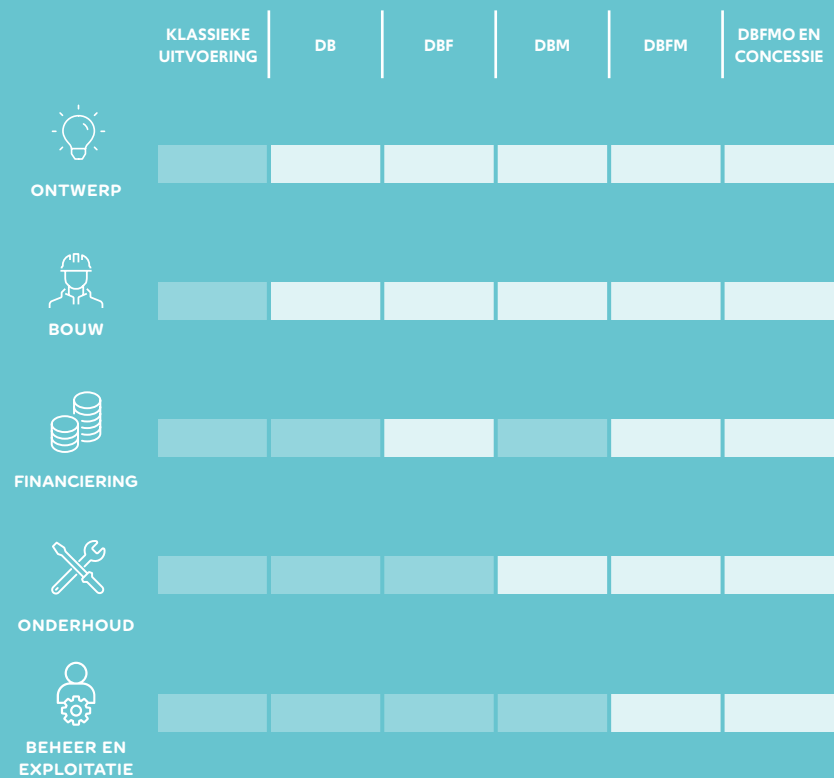 KLASSIEKE
UITVOERING
DB
DBF
DBM
DBFM
DBFMO EN
CONCESSIE
ONTWERP
BOUW
FINANCIERING
ONDERHOUD
BEHEER EN
EXPLOITATIE